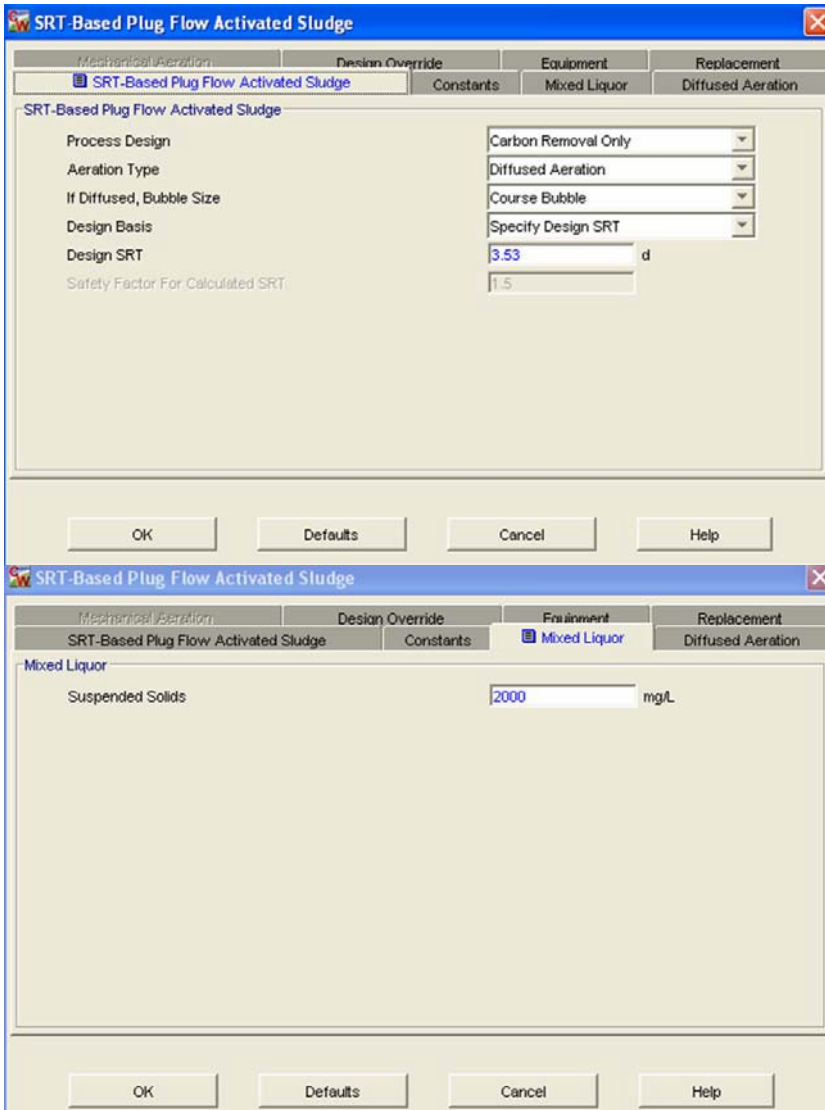 SRT-Based Plug Flow Activated Sludge
Mechanical Aeration Design Override Equipment Replacement
SRT-Based Plug Flow Activated Sludge Constants Mixed Liquor Diffused Aeration
SRT-Based Plug Flow Activated Sludge
Process Design Carbon Removal Only
Aeration Type Diffused Aeration
If Diffused, Bubble Size Course Bubble
Design Basis Specify Design SRT
Design SRT 3.53 d
Safety Factor For Calculated SRT 1.5
OK Defaults Cancel Help
SRT-Based Plug Flow Activated Sludge
Mechanical Aeration Design Override Equipment Replacement
SRT-Based Plug Flow Activated Sludge Constants Mixed Liquor Diffused Aeration
Mixed Liquor
Suspended Solids 2000 mg/L
OK Defaults Cancel Help